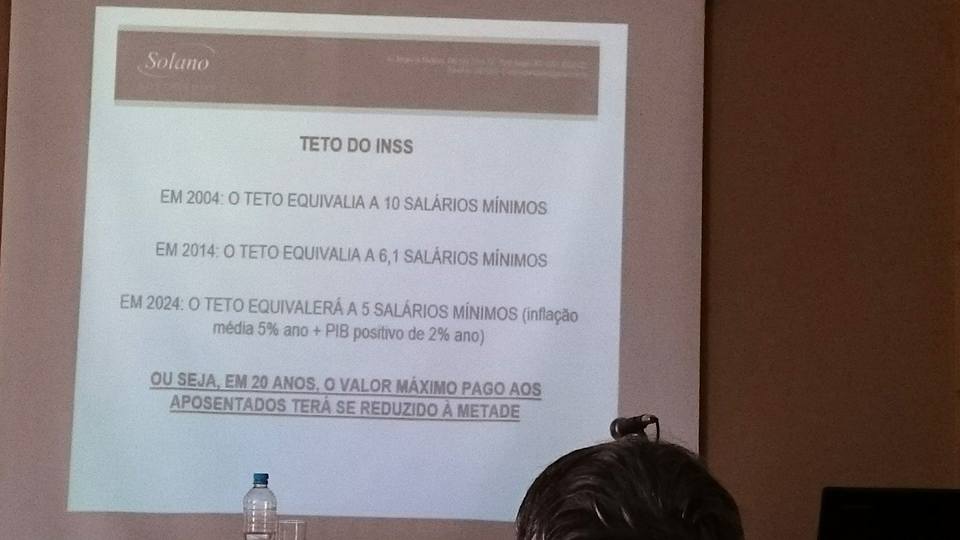 Solano
TETO DO INSS
EM 2004: O TETO EQUIVALIA A 10 SALÁRIOS MÍNIMOS
EM 2014: O TETO EQUIVALIA A 6,1 SALÁRIOS MÍNIMOS
EM 2024: O TETO EQUIVALERÁ A 5 SALÁRIOS MÍNIMOS (inflação
média 5% ano + PIB positivo de 2% ano)
OU SEJA, EM 20 ANOS, O VALOR MÁXIMO PAGO AOS
APOSENTADOS TERÁ SE REDUZIDO À METADE